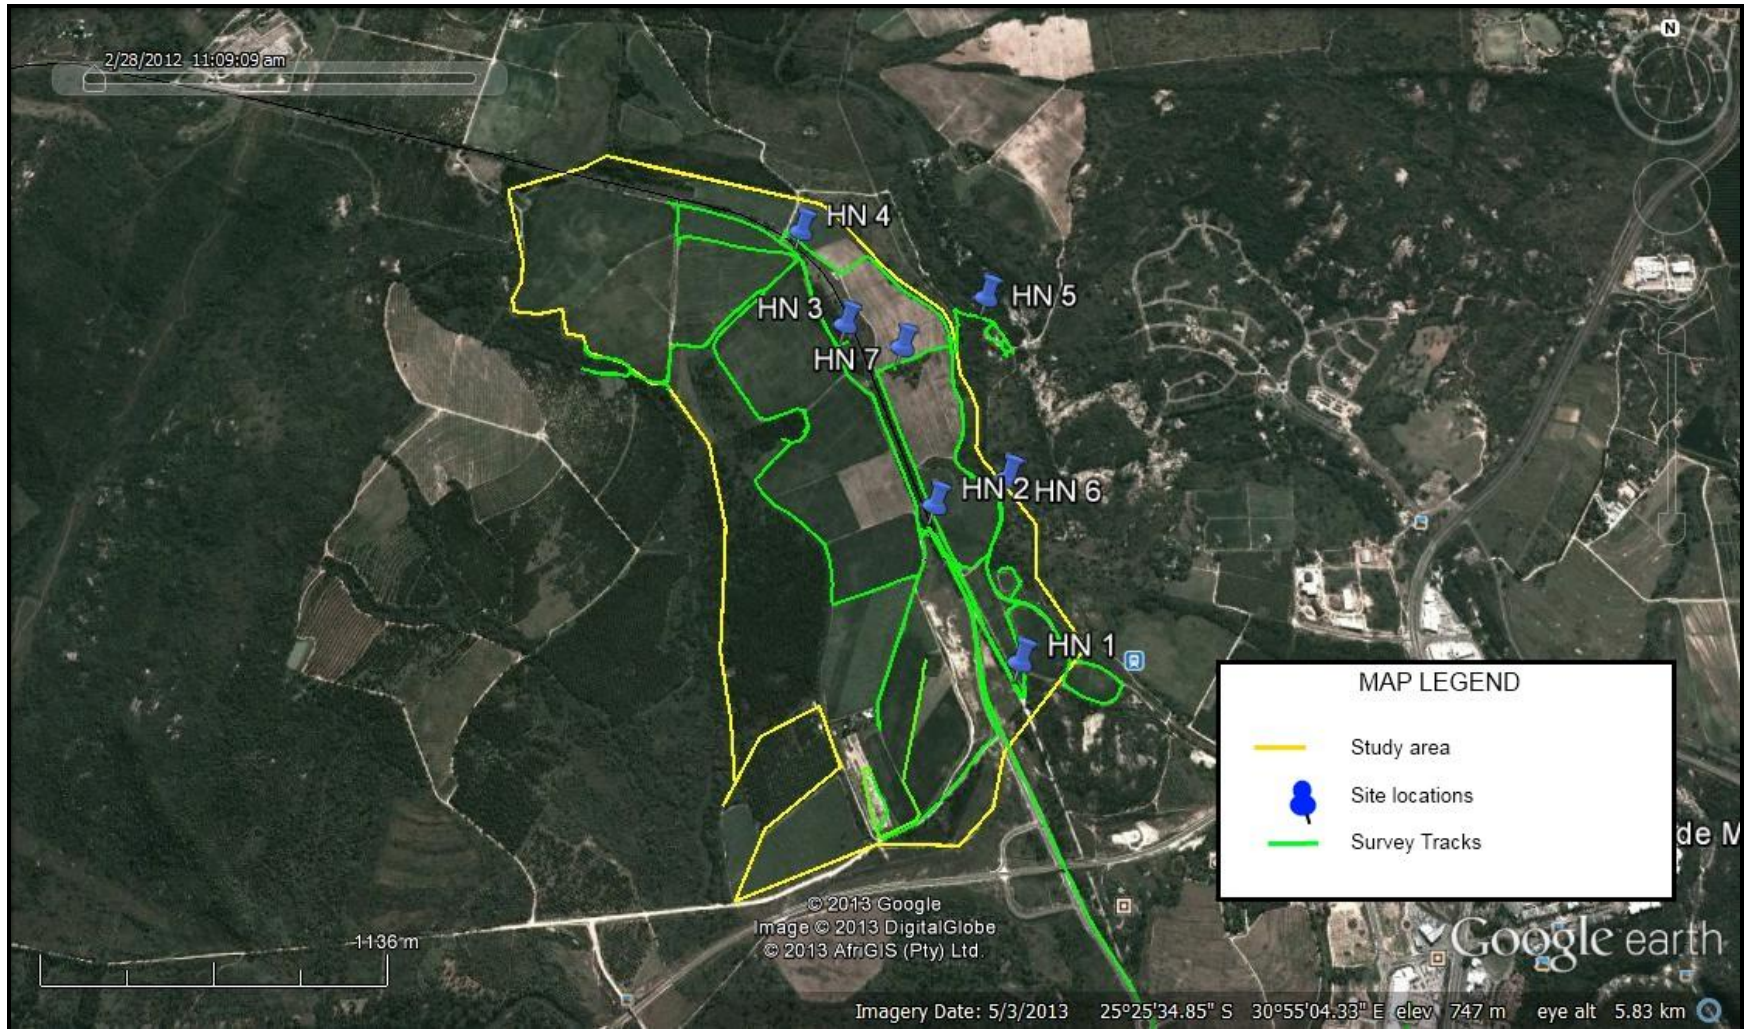 2/28/2012 11:09:09 am
N
HN 4
HN 5
HN 3
HN 7
HN 2
HN 6
HN 1
MAP LEGEND
Study area
Site locations
Survey Tracks
de M
© 2013 Google
Image © 2013 DigitalGlobe
© 2013 AfriGIS (Pty) Ltd.
1136 m
Google earth
Imagery Date: 5/3/2013 25°25'34.85" S 30°55'04.33" E elev 747 m eye alt 5.83 km